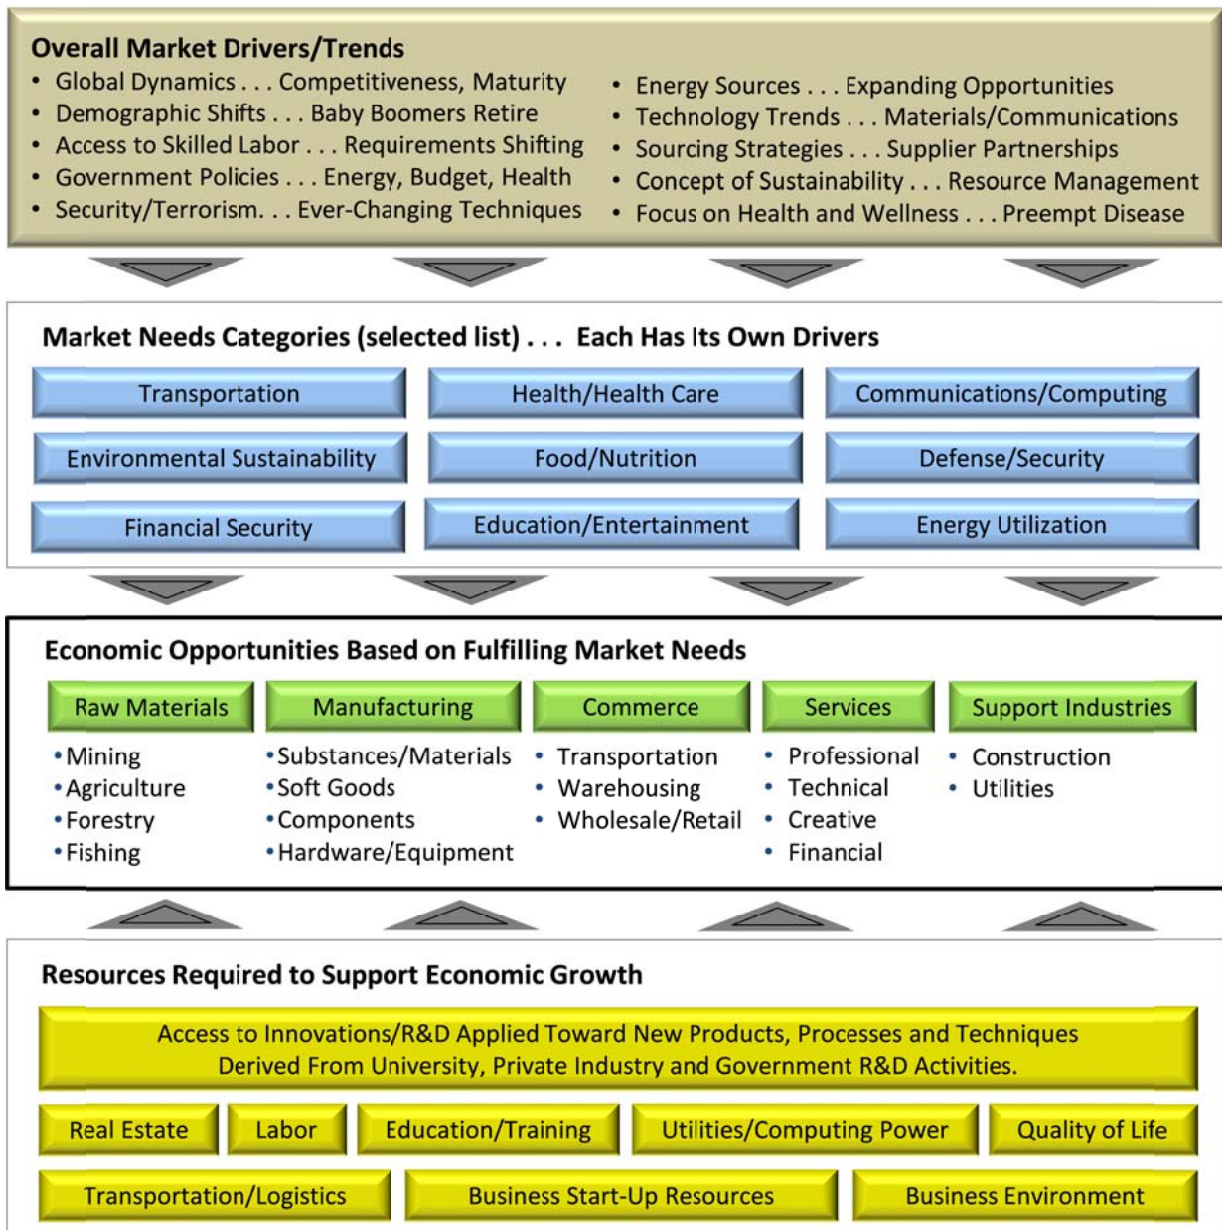 Overall Market Drivers/Trends
• Global Dynamics . . . Competitiveness, Maturity
• Demographic Shifts . . . Baby Boomers Retire
• Access to Skilled Labor . . . Requirements Shifting
• Government Policies . . . Energy, Budget, Health
• Security/Terrorism. . . Ever-Changing Techniques
• Energy Sources . . . Expanding Opportunities
• Technology Trends . . . Materials/Communications
• Sourcing Strategies . . . Supplier Partnerships
• Concept of Sustainability . . . Resource Management
• Focus on Health and Wellness . . . Preempt Disease
Market Needs Categories (selected list) . . . Each Has Its Own Drivers
Transportation
Health/Health Care
Communications/Computing
Environmental Sustainability
Food/Nutrition
Defense/Security
Financial Security
Education/Entertainment
Energy Utilization
Economic Opportunities Based on Fulfilling Market Needs
Raw Materials
• Mining
• Agriculture
• Forestry
• Fishing
Manufacturing
• Substances/Materials
• Soft Goods
• Components
• Hardware/Equipment
Commerce
• Transportation
• Warehousing
• Wholesale/Retail
Services
• Professional
• Technical
• Creative
• Financial
Support Industries
• Construction
• Utilities
Resources Required to Support Economic Growth
Access to Innovations/R&D Applied Toward New Products, Processes and Techniques
Derived From University, Private Industry and Government R&D Activities.
Real Estate
Labor
Education/Training
Utilities/Computing Power
Quality of Life
Transportation/Logistics
Business Start-Up Resources
Business Environment